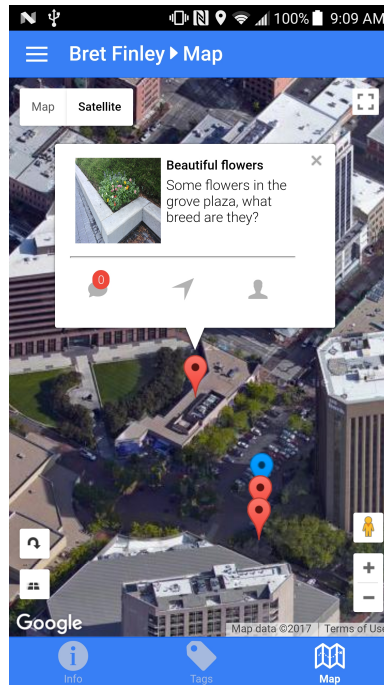 100% 9:09 AM
Bret Finley Map
Map Satellite
Beautiful flowers
Some flowers in the
grove plaza, what
breed are they?
0
Google
Map data ©2017 Terms of Use
Info Tags Map